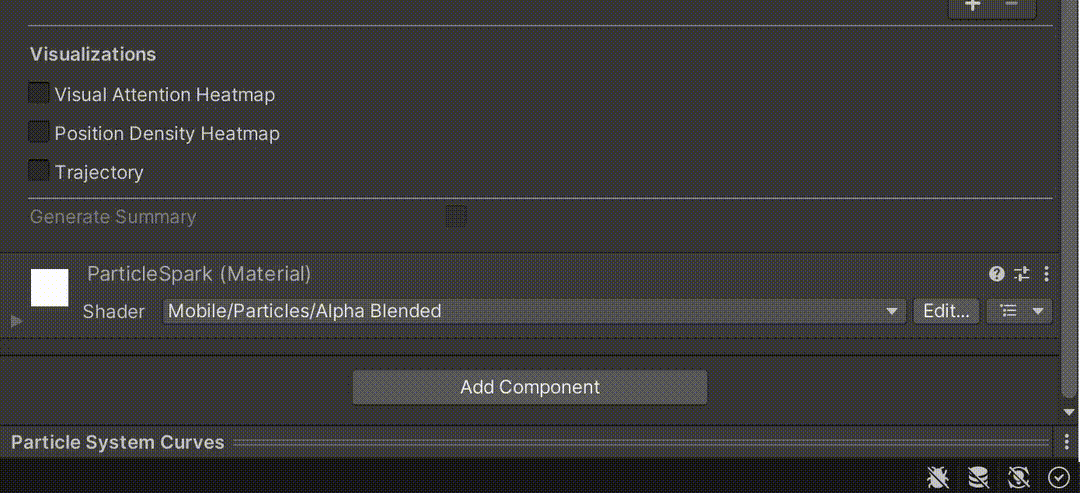 Visualizations
Visual Attention Heatmap
Position Density Heatmap
Trajectory
Generate Summary
ParticleSpark (Material)
Shader Mobile/Particles/Alpha Blended Edit...
Add Component
Particle System Curves